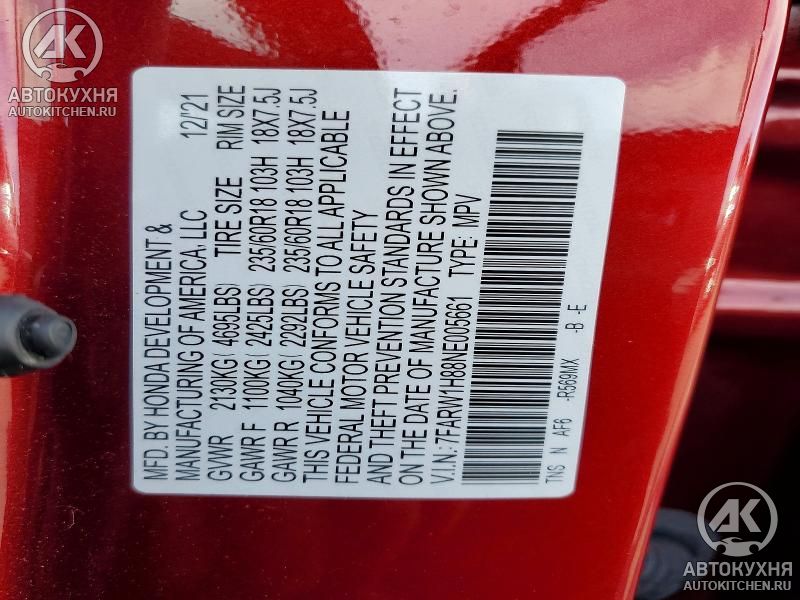 AK
АВТОКУХНЯ
AUTOKITCHEN.RU
MFD. BY HONDA DEVELOPMENT &
MANUFACTURING OF AMERICA, LLC 12/'21
GVWR 2130KG( 4695LBS) TIRE SIZE RIM SIZE
GAWR F 1100KG( 2425LBS) 235/60R18 103H 18X7.5J
GAWR R 1040KG( 2292LBS) 235/60R18 103H 18X7.5J
THIS VEHICLE CONFORMS TO ALL APPLICABLE
FEDERAL MOTOR VEHICLE SAFETY
AND THEFT PREVENTION STANDARDS IN EFFECT
ON THE DATE OF MANUFACTURE SHOWN ABOVE.
V.I.N.: 7FARW1H88NE005661 TYPE: MPV
TNS N AF6 -R569MX -B -E
AK
АВТОКУХНЯ
AUTOKITCHEN.RU